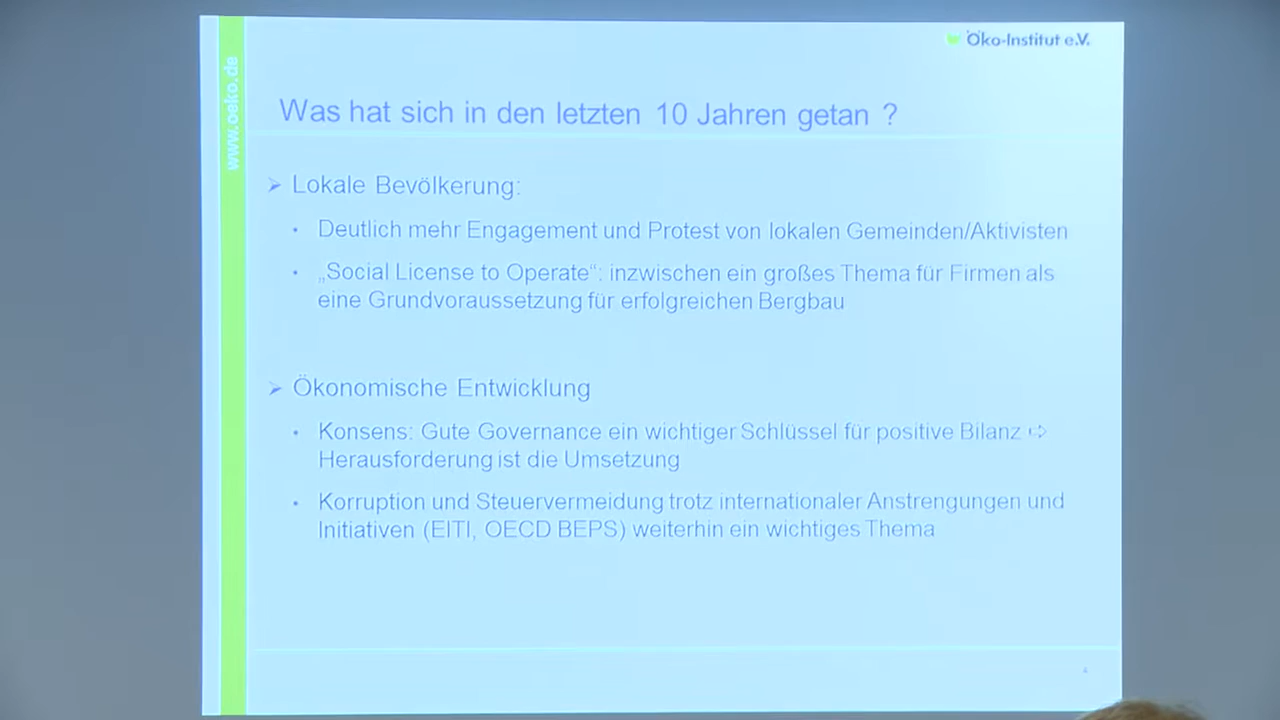 Öko-Institut e.V.
www.oeko.de
Was hat sich in den letzten 10 Jahren getan ?
➢ Lokale Bevölkerung:
• Deutlich mehr Engagement und Protest von lokalen Gemeinden/Aktivisten
• „Social License to Operate“: inzwischen ein großes Thema für Firmen als
eine Grundvoraussetzung für erfolgreichen Bergbau
➢ Ökonomische Entwicklung
• Konsens: Gute Governance ein wichtiger Schlüssel für positive Bilanz ➪
Herausforderung ist die Umsetzung
• Korruption und Steuervermeidung trotz internationaler Anstrengungen und
Initiativen (EITI, OECD BEPS) weiterhin ein wichtiges Thema